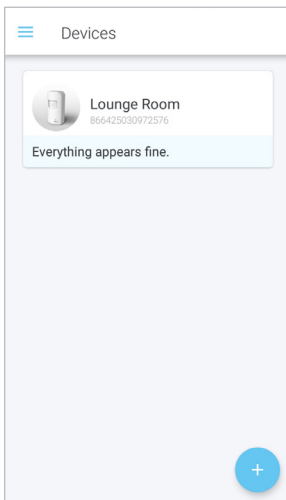 Devices
Lounge Room
866425030972576
Everything appears fine.
+